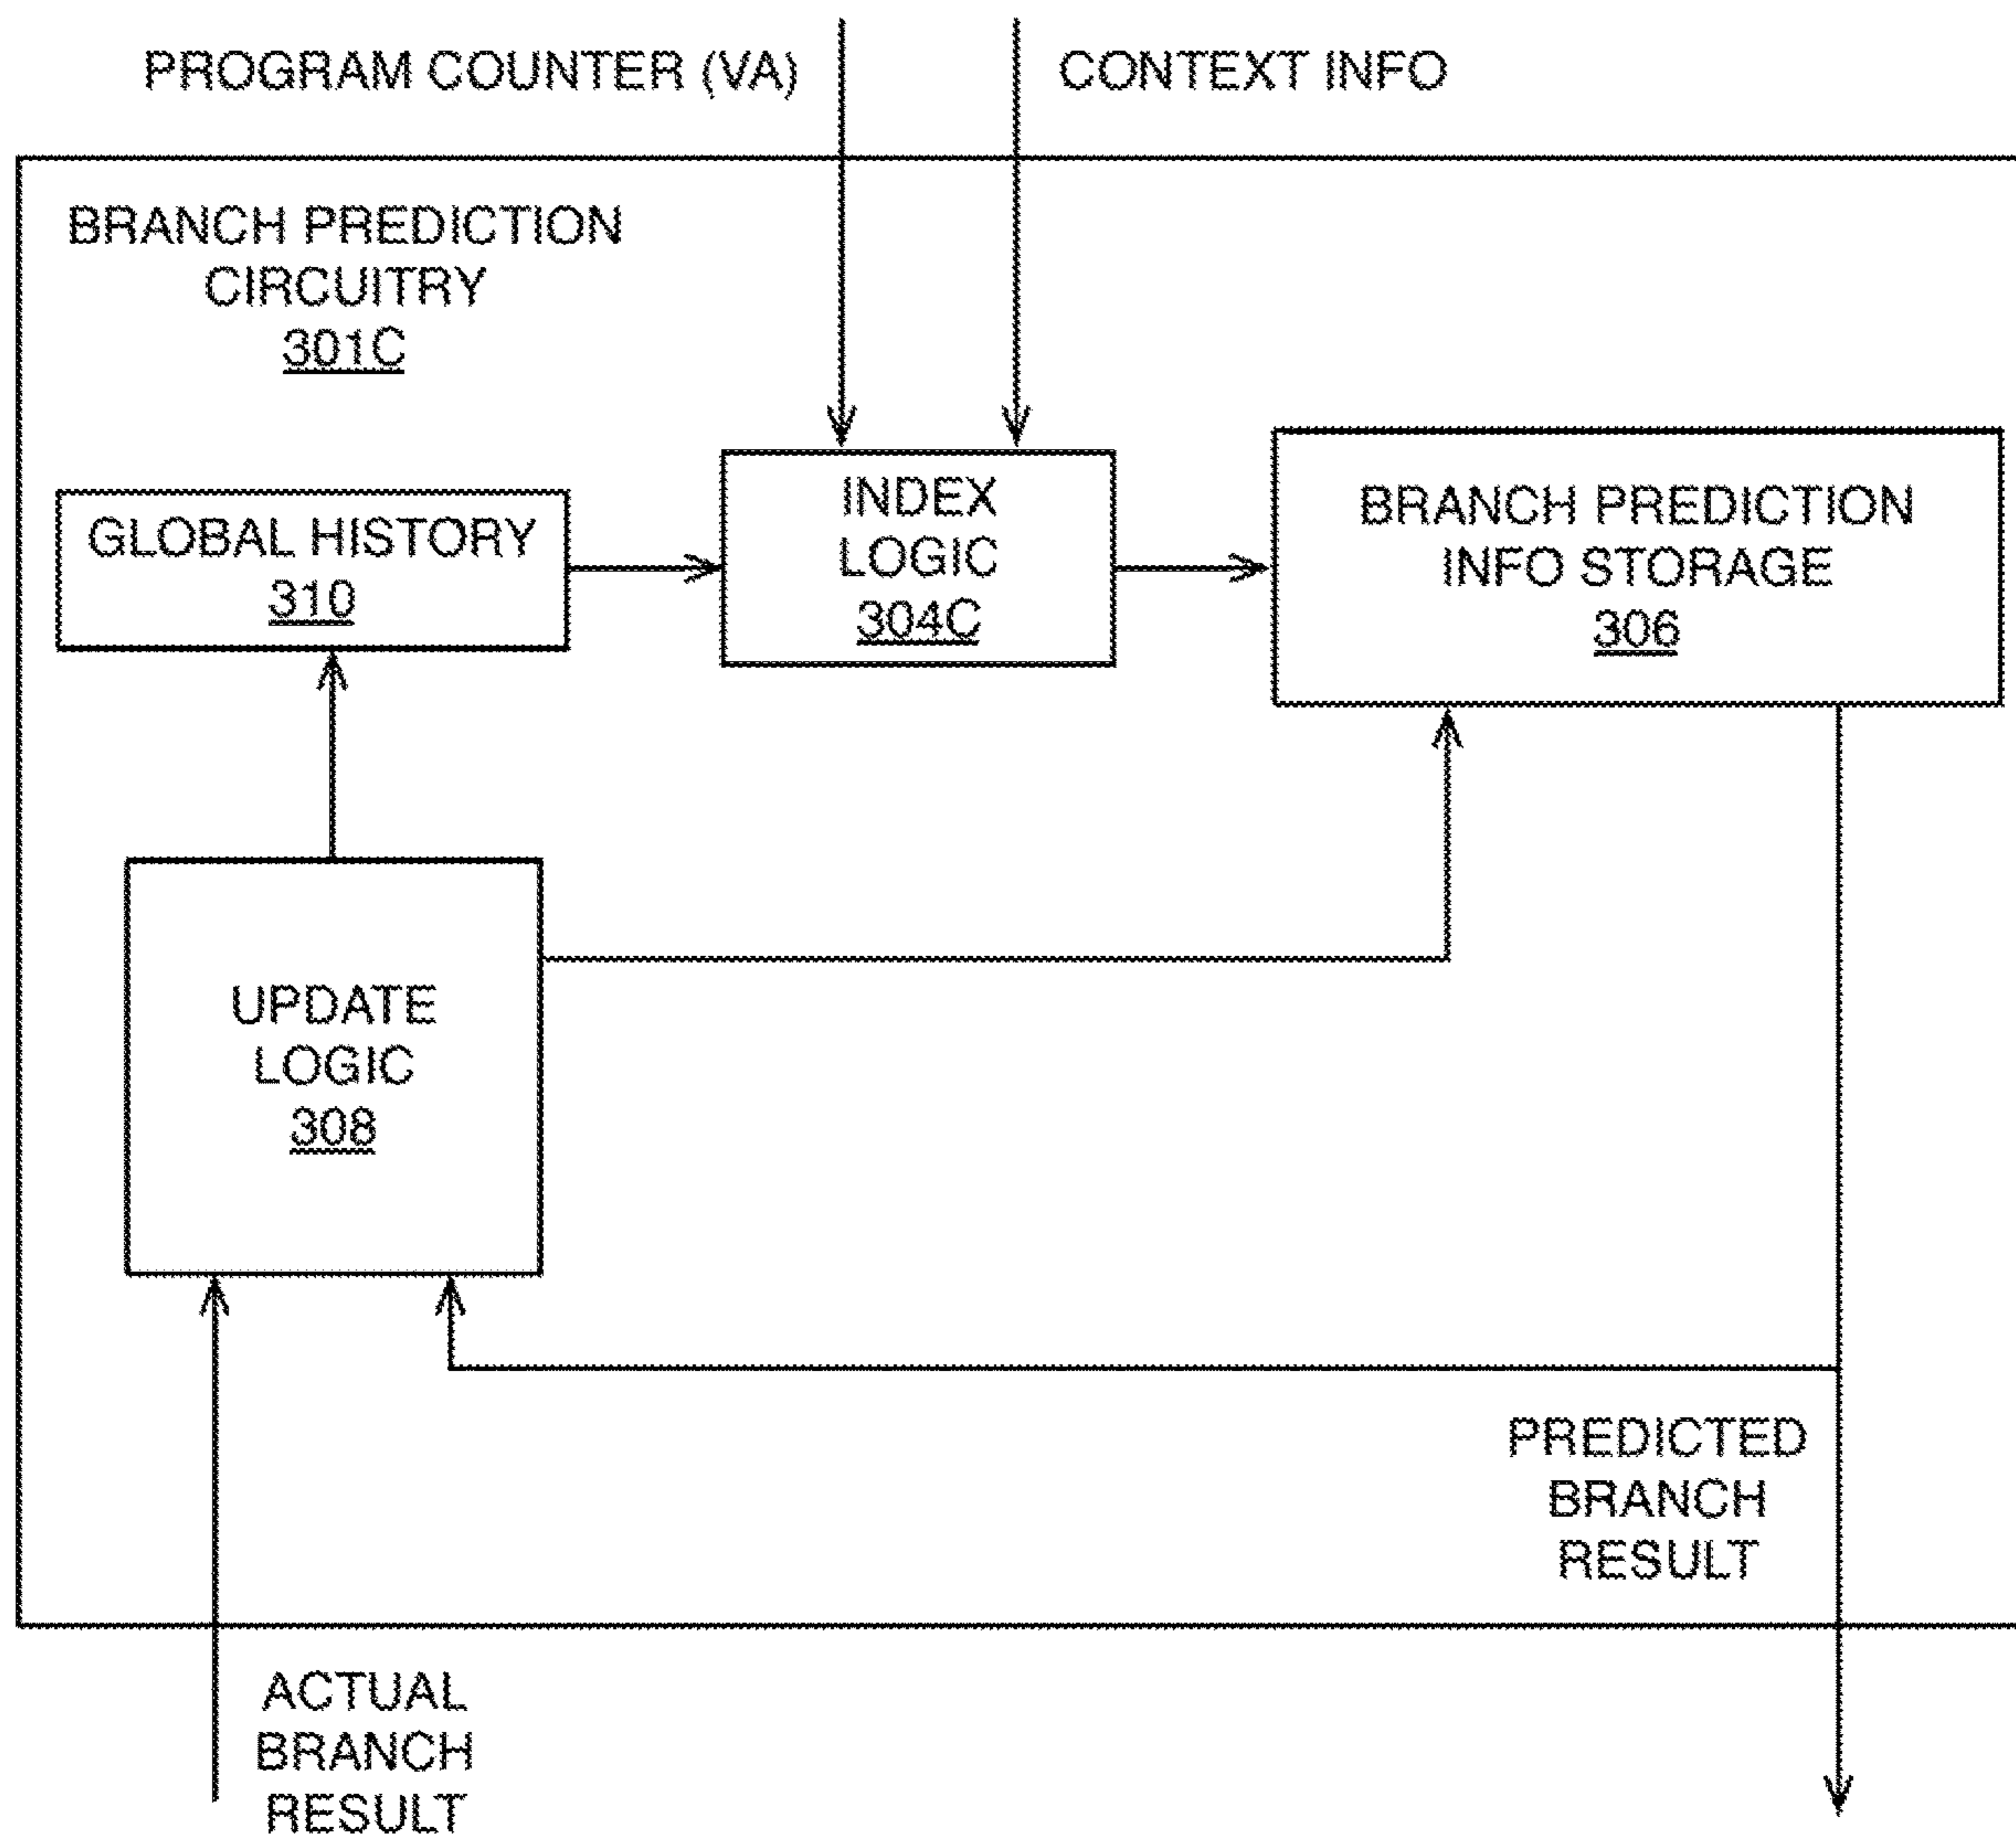 PROGRAM COUNTER (VA)
CONTEXT INFO
BRANCH PREDICTION
CIRCUITRY
301C
GLOBAL HISTORY
310
INDEX
LOGIC
304C
BRANCH PREDICTION
INFO STORAGE
306
UPDATE
LOGIC
308
PREDICTED
BRANCH
RESULT
ACTUAL
BRANCH
RESULT